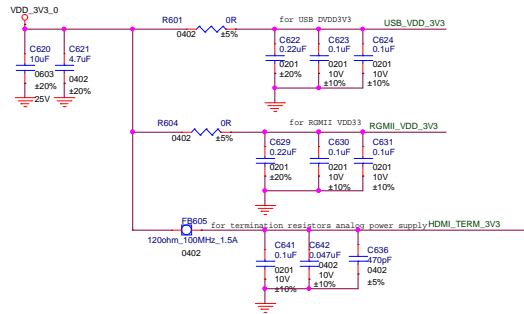 VDD_3V3_0
R601 0R
0402 ±5%
for USB DVDD3V3
USB_VDD_3V3
C620
10uF
0603
±20%
25V
C621
4.7uF
0402
±20%
C622
0.22uF
0201
±20%
C623
0.1uF
0201
10V
±10%
C624
0.1uF
0201
10V
±10%
R604 0R
0402 ±5%
for RGMII VDD33
RGMII_VDD_3V3
C629
0.22uF
0201
±20%
C630
0.1uF
0201
10V
±10%
C631
0.1uF
0201
10V
±10%
FB605
120ohm_100MHz_1.5A
0402
for termination resistors analog power supply
HDMI_TERM_3V3
C641
0.1uF
0201
10V
±10%
C642
0.047uF
0402
10V
±10%
C636
470pF
0402
±5%